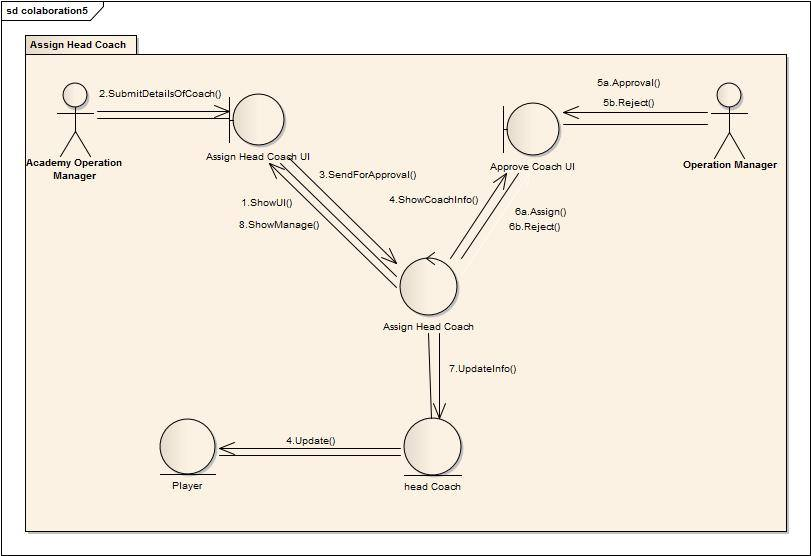 sd colaboration5
Assign Head Coach
2.SubmitDetailsOfCoach()
5a.Approval()
5b.Reject()
Academy Operation
Manager
Assign Head Coach UI
Approve Coach UI
Operation Manager
3.SendForApproval()
1.ShowUI()
8.ShowManage()
4.ShowCoachInfo()
6a.Assign()
6b.Reject()
Assign Head Coach
7.UpdateInfo()
4.Update()
Player
head Coach